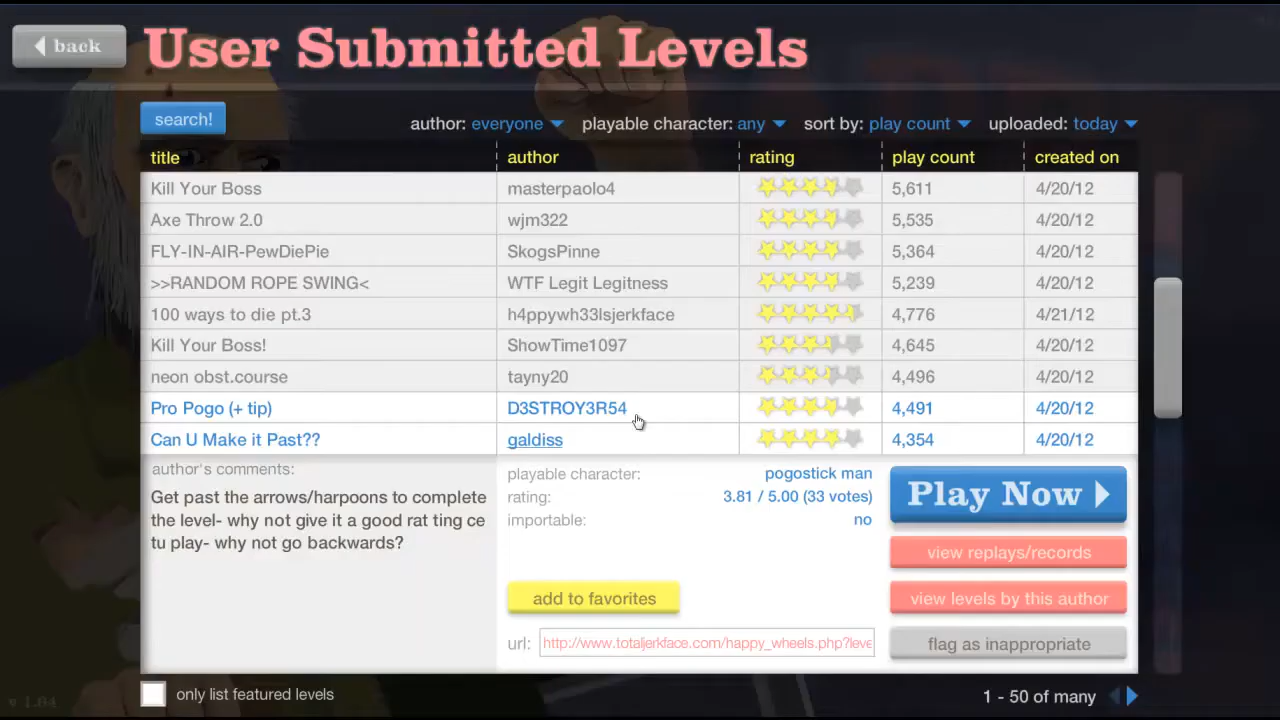 back
User Submitted Levels
search!
author: everyone playable character: any sort by: play count uploaded: today
title author rating play count created on
Kill Your Boss masterpaolo4 5,611 4/20/12
Axe Throw 2.0 wjm322 5,535 4/20/12
FLY-IN-AIR-PewDiePie SkogsPinne 5,364 4/20/12
>>RANDOM ROPE SWING< WTF Legit Legitness 5,239 4/20/12
100 ways to die pt.3 h4ppywh33lsjerkface 4,776 4/21/12
Kill Your Boss! ShowTime1097 4,645 4/20/12
neon obst.course tayny20 4,496 4/20/12
Pro Pogo (+ tip) D3STROY3R54 4,491 4/20/12
Can U Make it Past?? galdiss 4,354 4/20/12
author's comments:
Get past the arrows/harpoons to complete
the level- why not give it a good rat ting ce
tu play- why not go backwards?
playable character: pogostick man
rating: 3.81 / 5.00 (33 votes)
importable: no
add to favorites
url: http://www.totaljerkface.com/happy_wheels.php?leve
Play Now
view replays/records
view levels by this author
flag as inappropriate
only list featured levels
1 - 50 of many
v 1.64